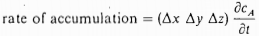 rate of accumulation = (Δx Δy Δz) ∂c_A/∂t